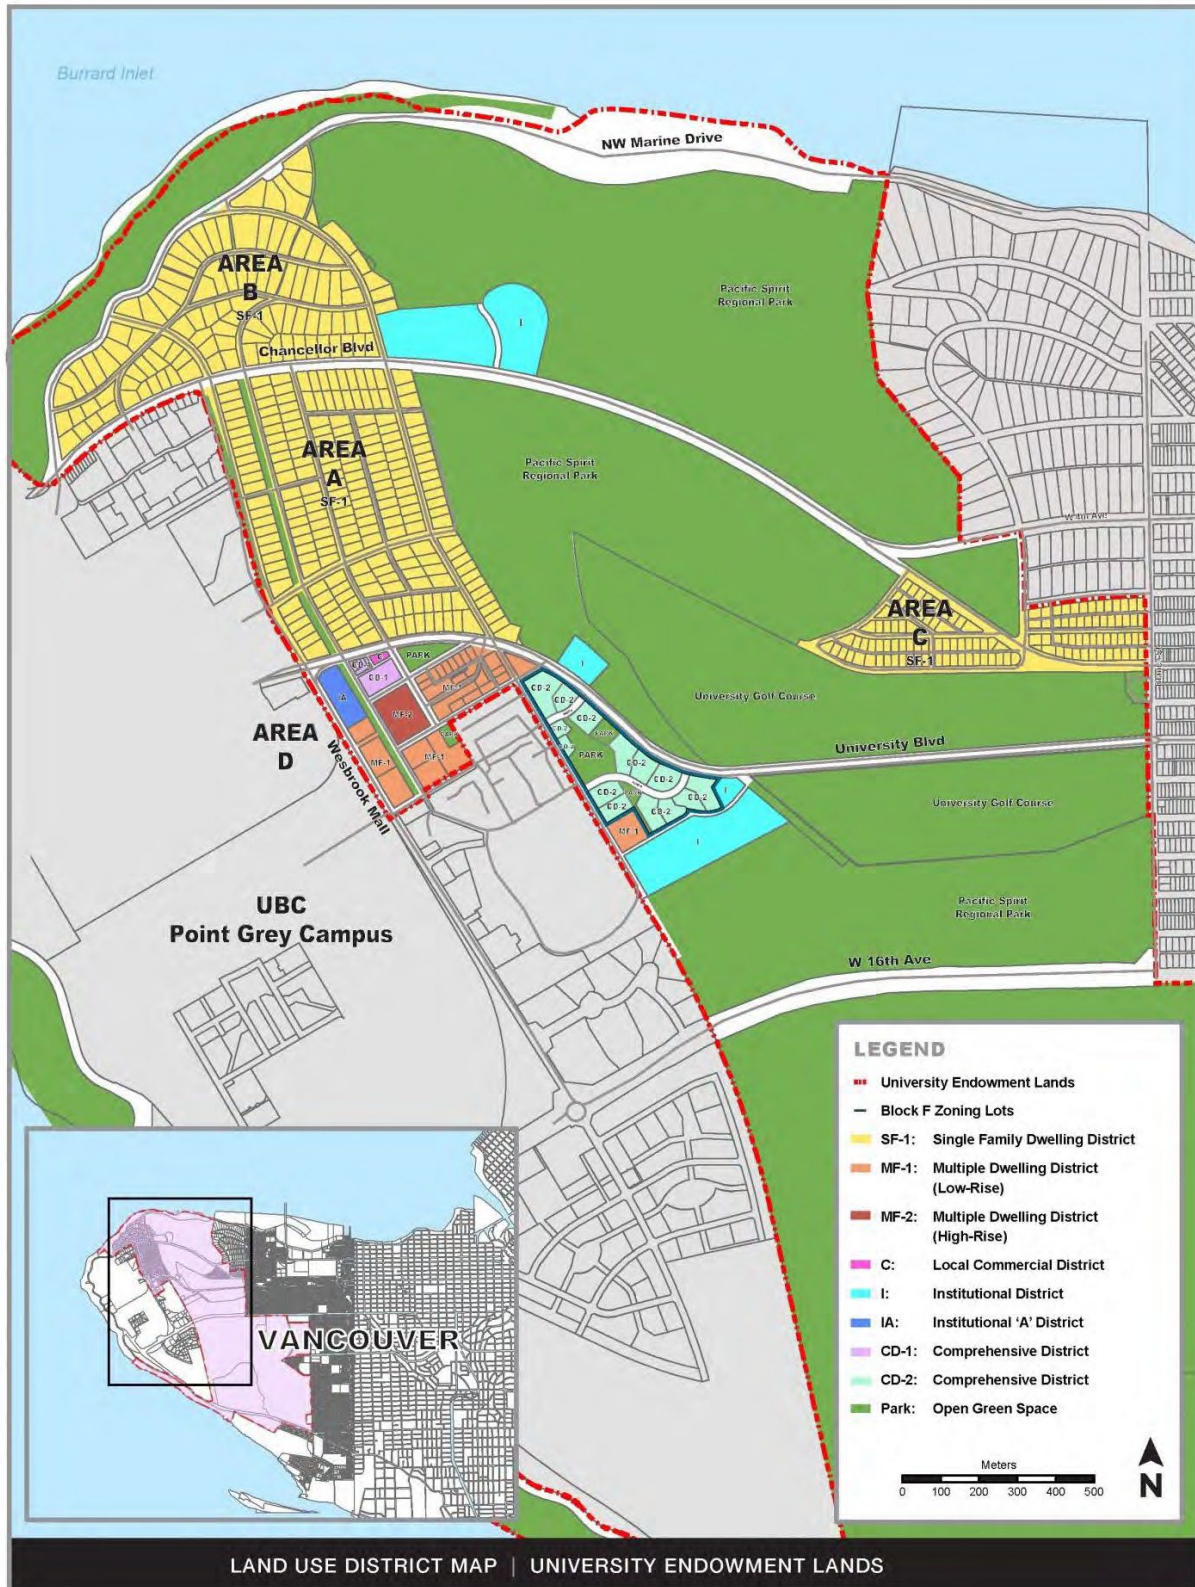 Burrard Inlet
NW Marine Drive
AREA
B
SF-1
Pacific Spirit
Regional Park
I
Chancellor Blvd
AREA
A
SF-1
Pacific Spirit
Regional Park
W 4th Ave
AREA
C
SF-1
C
PARK
CD-1
MF-1
IA
MF-2
CD-2
CD-2
CD-2
PARK
PARK
CD-2
CD-2
CD-2
CD-2
CD-2
CD-2
I
I
University Golf Course
AREA
D
MF-1
MF-1
Wesbrook Mall
University Blvd
University Golf Course
MF-1
I
UBC
Point Grey Campus
Pacific Spirit
Regional Park
W 16th Ave
LEGEND
University Endowment Lands
Block F Zoning Lots
SF-1: Single Family Dwelling District
MF-1: Multiple Dwelling District
(Low-Rise)
MF-2: Multiple Dwelling District
(High-Rise)
C: Local Commercial District
I: Institutional District
IA: Institutional ‘A’ District
CD-1: Comprehensive District
CD-2: Comprehensive District
Park: Open Green Space
Meters
0 100 200 300 400 500
N
VANCOUVER
LAND USE DISTRICT MAP | UNIVERSITY ENDOWMENT LANDS